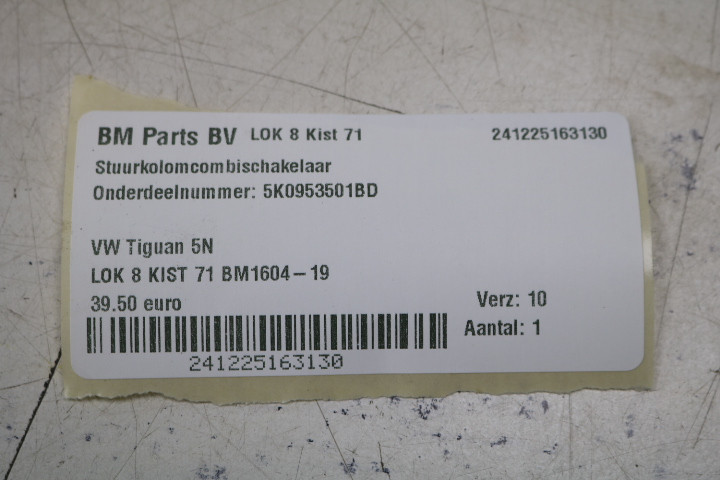 BM Parts BV LOK 8 Kist 71 241225163130
Stuurkolomcombischakelaar
Onderdeelnummer: 5K0953501BD
VW Tiguan 5N
LOK 8 KIST 71 BM1604-19
39.50 euro Verz: 10
Aantal: 1
241225163130